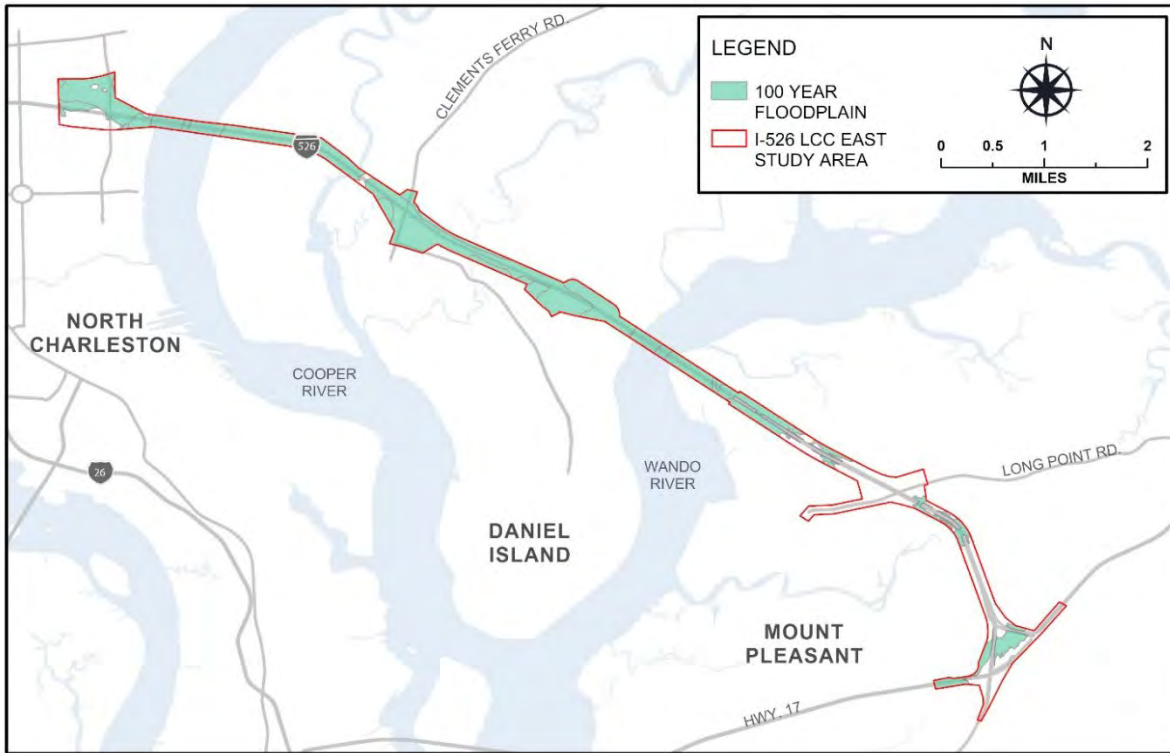 CLEMENTS FERRY RD.
LEGEND
100 YEAR
FLOODPLAIN
I-526 LCC EAST
STUDY AREA
N
0 0.5 1 2
MILES
526
NORTH
CHARLESTON
COOPER
RIVER
26
WANDO
RIVER
LONG POINT RD.
DANIEL
ISLAND
MOUNT
PLEASANT
HWY. 17